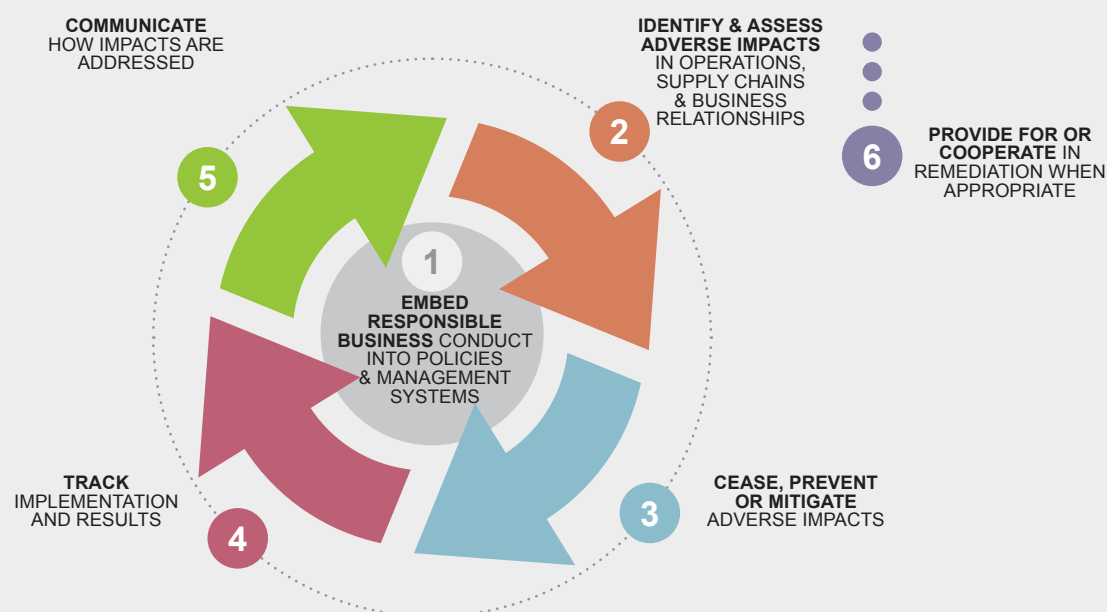 1
EMBED
RESPONSIBLE
BUSINESS CONDUCT
INTO POLICIES
& MANAGEMENT
SYSTEMS
2
IDENTIFY & ASSESS
ADVERSE IMPACTS
IN OPERATIONS,
SUPPLY CHAINS
& BUSINESS
RELATIONSHIPS
3
CEASE, PREVENT
OR MITIGATE
ADVERSE IMPACTS
4
TRACK
IMPLEMENTATION
AND RESULTS
5
COMMUNICATE
HOW IMPACTS ARE
ADDRESSED
6
PROVIDE FOR OR
COOPERATE IN
REMEDIATION WHEN
APPROPRIATE